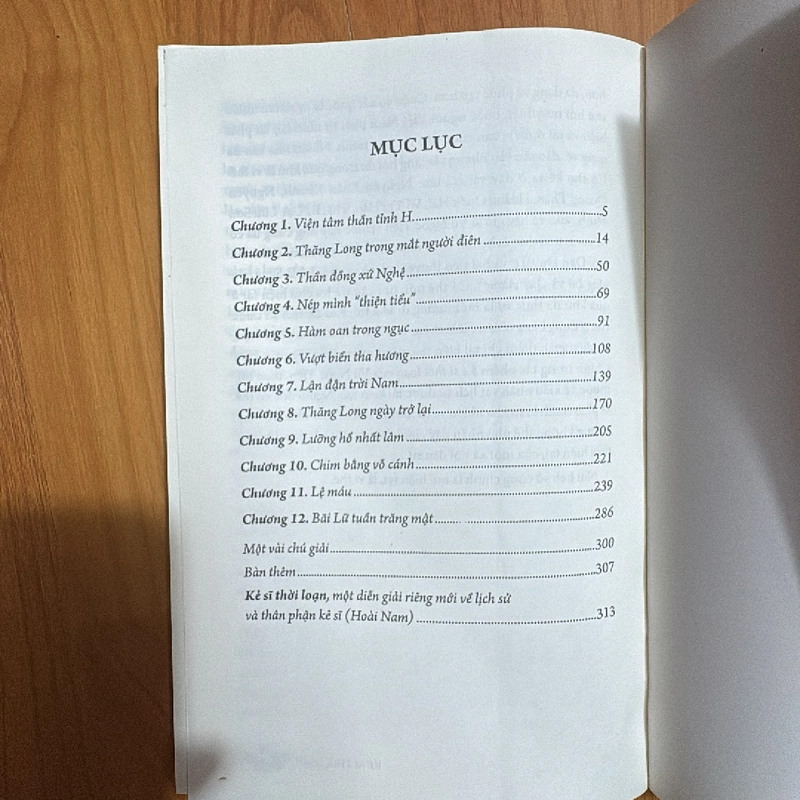 MỤC LỤC
Chương 1. Viện tâm thần tỉnh H...5
Chương 2. Thăng Long trong mắt người điên...14
Chương 3. Thần đồng xứ Nghệ...50
Chương 4. Nép mình “thiện tiểu”...69
Chương 5. Hàm oan trong ngục...91
Chương 6. Vượt biển tha hương...108
Chương 7. Lận đận trời Nam...139
Chương 8. Thăng Long ngày trở lại...170
Chương 9. Lưỡng hổ nhất lâm...205
Chương 10. Chim bằng vỗ cánh...221
Chương 11. Lệ máu...239
Chương 12. Bãi Lữ tuần trăng mật...286
Một vài chú giải...300
Bàn thêm...307
Kẻ sĩ thời loạn, một diễn giải riêng mới về lịch sử
và thân phận kẻ sĩ (Hoài Nam)...313